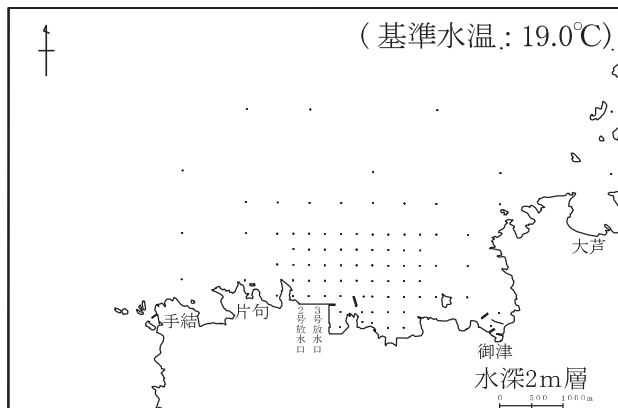 (基準水温:19.0℃)
大芦
手結
片句
2号放水口
3号放水口
御津
水深2m層
0 500 1000m